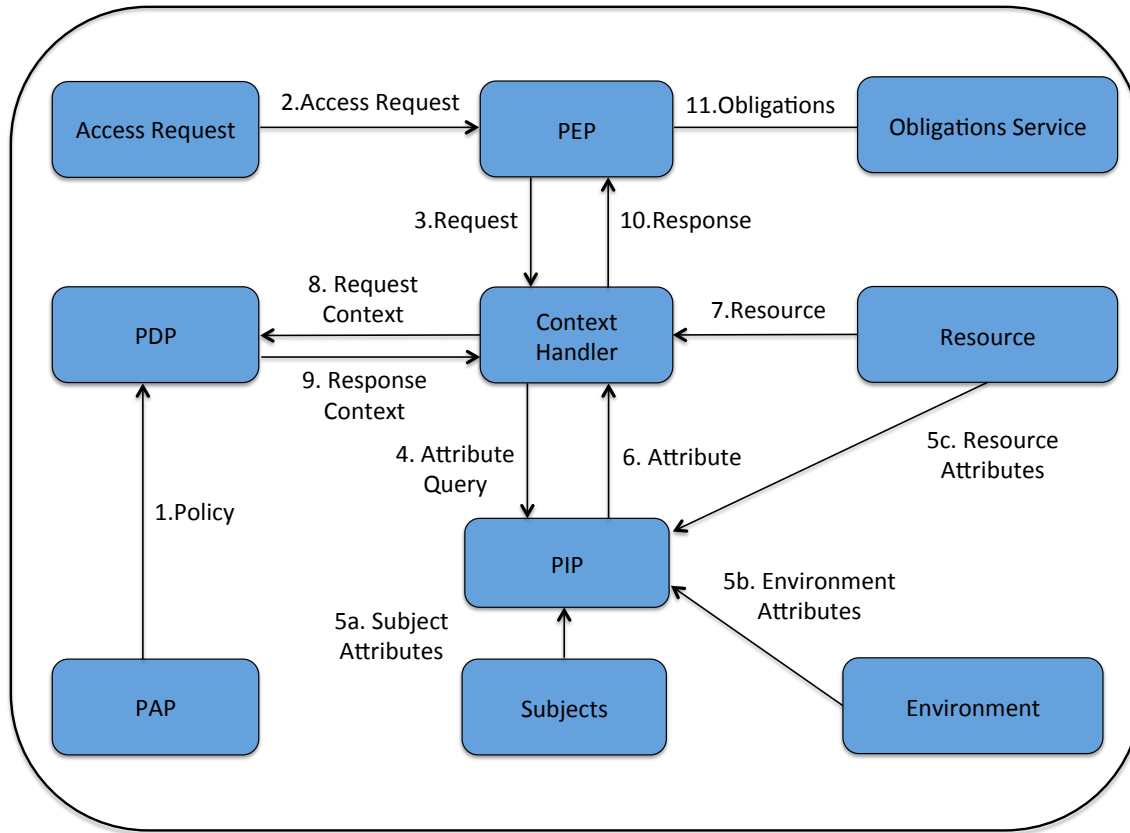 2.Access Request
11.Obligations
Access Request
PEP
Obligations Service
3.Request
10.Response
8. Request
Context
7.Resource
PDP
Context
Handler
Resource
9. Response
Context
4. Attribute
Query
6. Attribute
5c. Resource
Attributes
1.Policy
PIP
5b. Environment
Attributes
5a. Subject
Attributes
PAP
Subjects
Environment